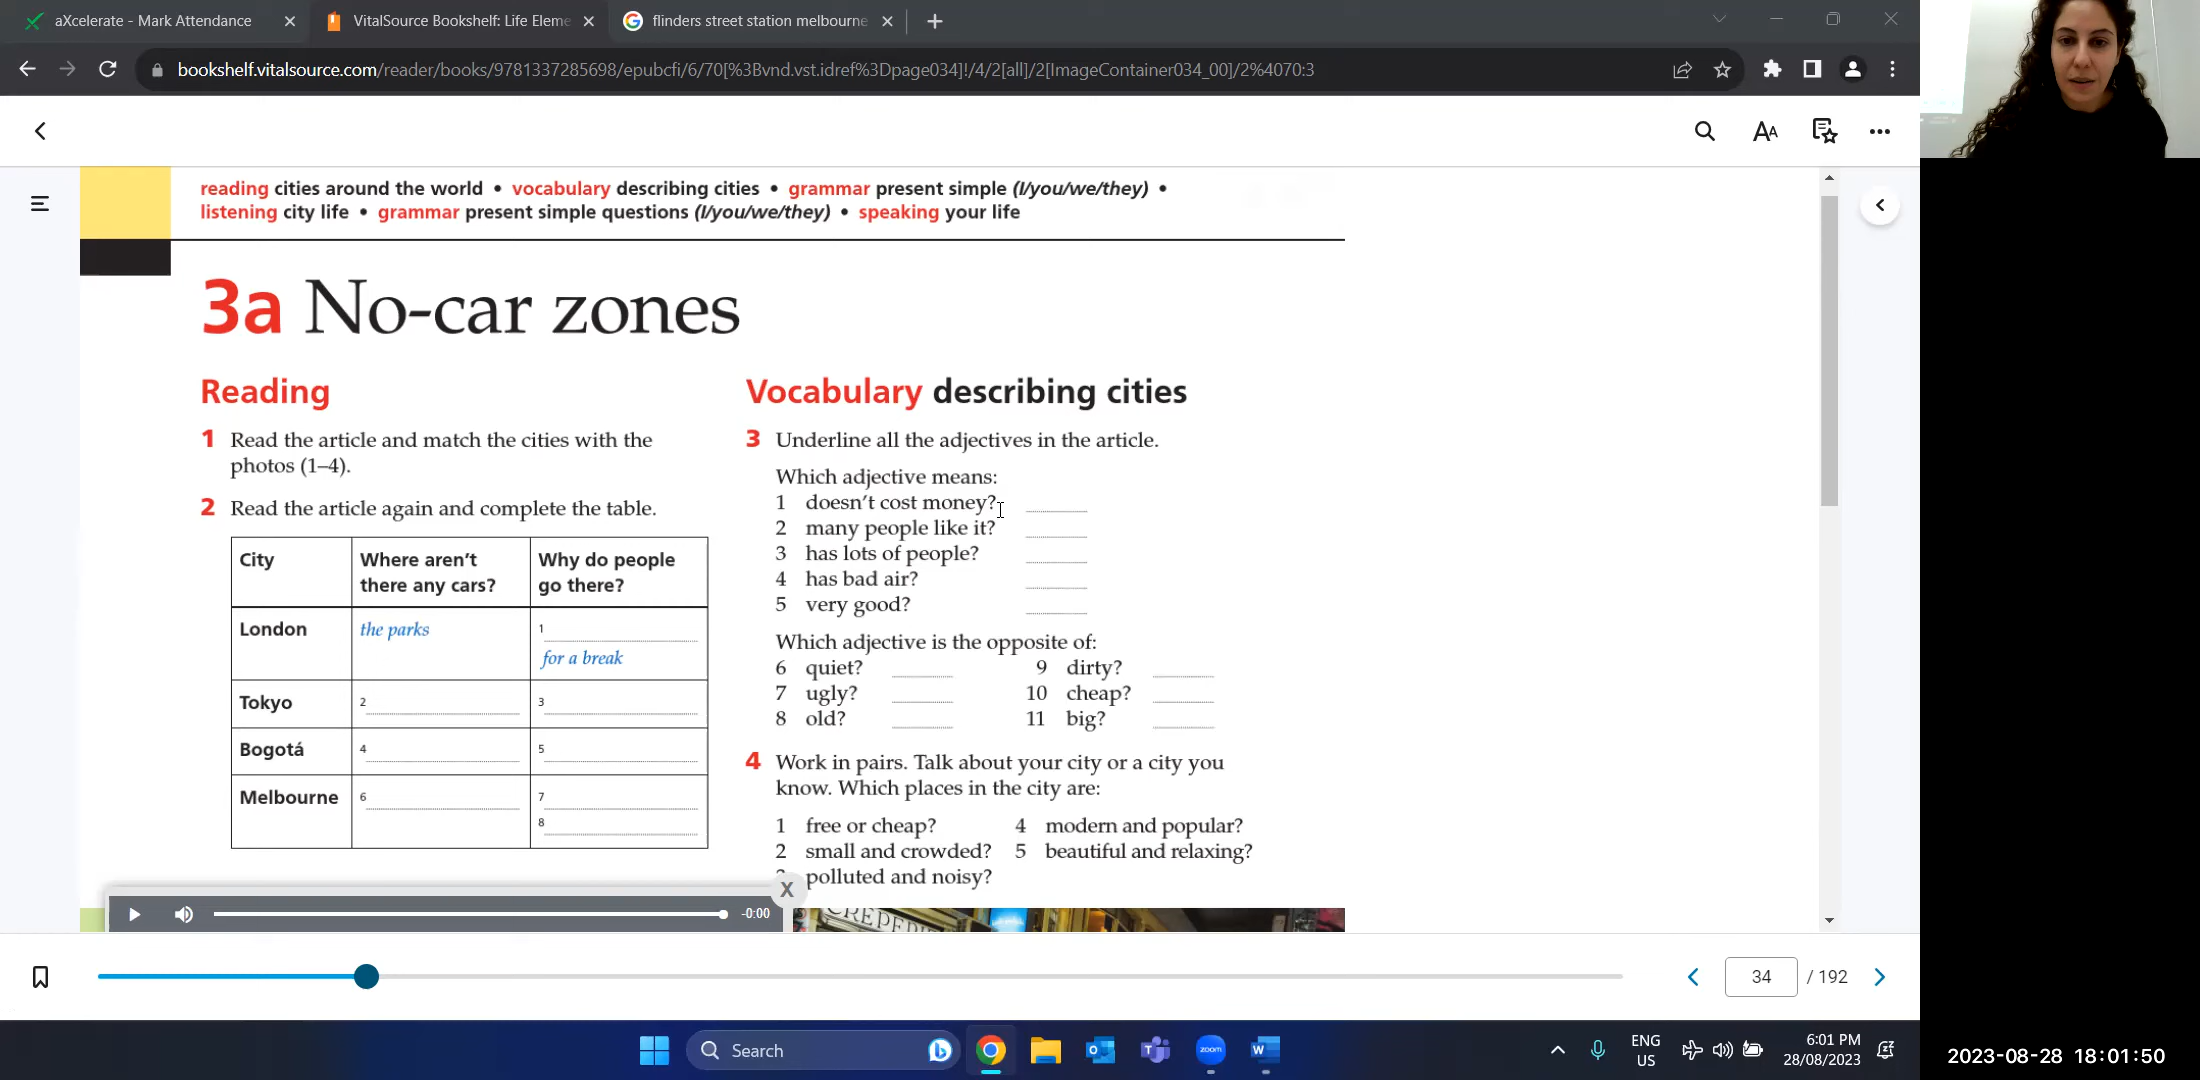 aXcelerate - Mark Attendance
VitalSource Bookshelf: Life Eleme
flinders street station melbourne
bookshelf.vitalsource.com/reader/books/9781337285698/epubcfi/6/70[%3Bvnd.vst.idref%3Dpage034]!/4/2[all]/2[ImageContainer034_00]/2%4070:3
reading cities around the world • vocabulary describing cities • grammar present simple (I/you/we/they) •
listening city life • grammar present simple questions (I/you/we/they) • speaking your life
3a No-car zones
Reading
1 Read the article and match the cities with the
photos (1–4).
2 Read the article again and complete the table.
City
Where aren't
there any cars?
Why do people
go there?
London
the parks
1
for a break
Tokyo
2
3
Bogotá
4
5
Melbourne
6
7
8
Vocabulary describing cities
3 Underline all the adjectives in the article.
Which adjective means:
1 doesn't cost money?
2 many people like it?
3 has lots of people?
4 has bad air?
5 very good?
Which adjective is the opposite of:
6 quiet? 9 dirty?
7 ugly? 10 cheap?
8 old? 11 big?
4 Work in pairs. Talk about your city or a city you
know. Which places in the city are:
1 free or cheap? 4 modern and popular?
2 small and crowded? 5 beautiful and relaxing?
polluted and noisy?
X
-0:00
34 / 192
Search
zoom
ENG
US
6:01 PM
28/08/2023
2023-08-28 18:01:50